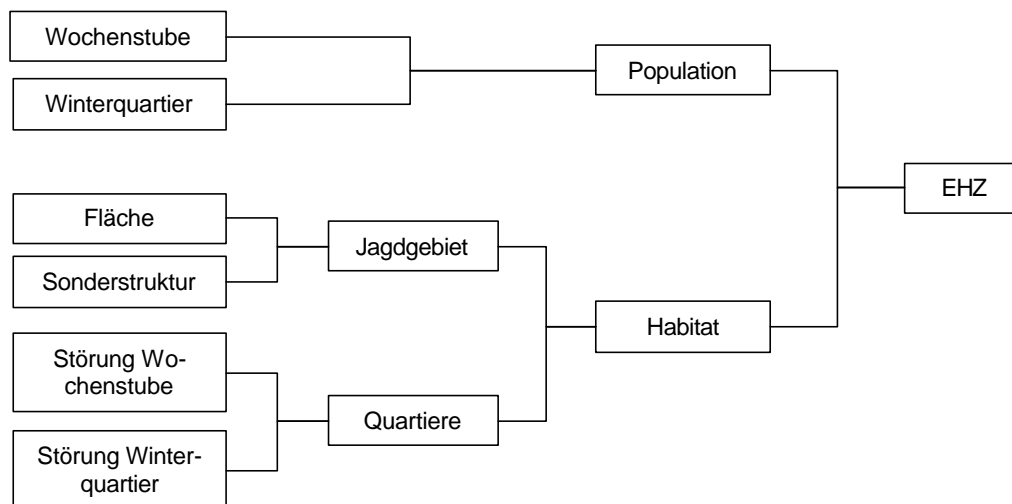 Wochenstube
Winterquartier
Population
EHZ
Fläche
Sonderstruktur
Jagdgebiet
Habitat
Störung Wo-
chenstube
Störung Winter-
quartier
Quartiere